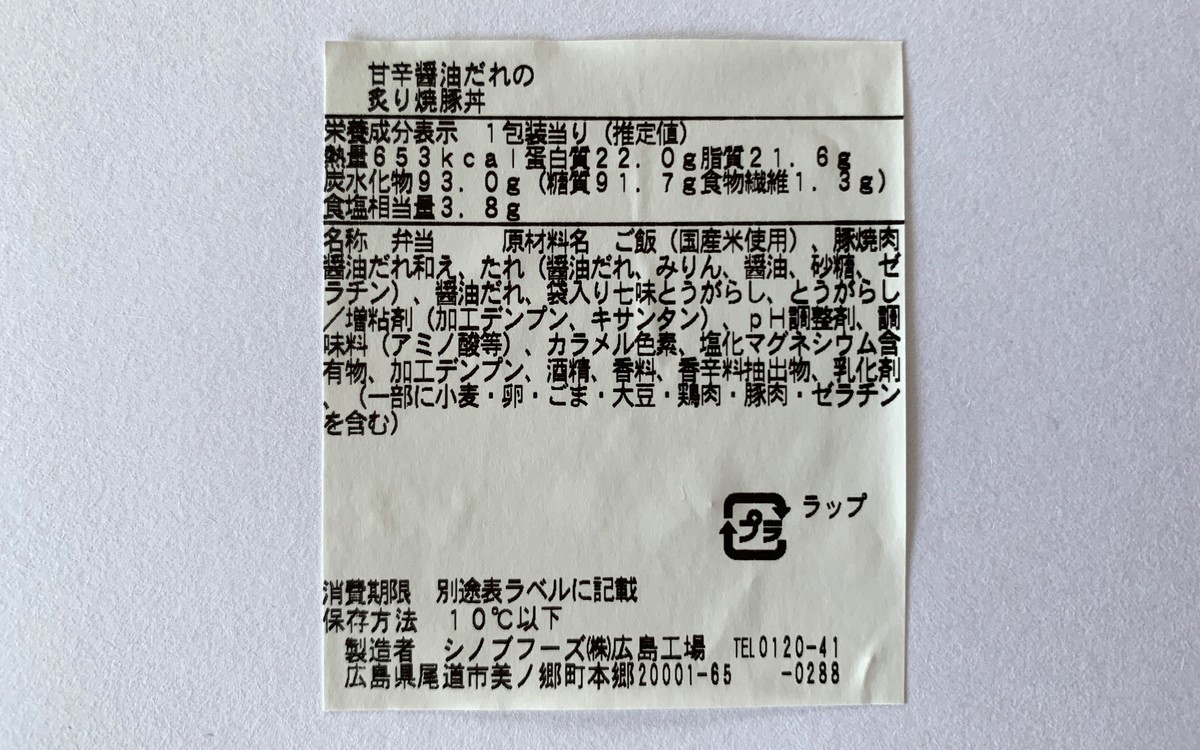 甘辛醤油だれの
炙り焼豚丼
栄養成分表示　１包装当り（推定値）
熱量６５３ｋｃａｌ蛋白質２２．０ｇ脂質２１．６ｇ
炭水化物９３．０ｇ（糖質９１．７ｇ食物繊維１．３ｇ）
食塩相当量３．８ｇ
名称　弁当　　　原材料名　ご飯（国産米使用）、豚焼肉
醤油だれ和え、たれ（醤油だれ、みりん、醤油、砂糖、ゼ
ラチン）、醤油だれ、袋入り七味とうがらし、とうがらし
／増粘剤（加工デンプン、キサンタン）、ｐＨ調整剤、調
味料（アミノ酸等）、カラメル色素、塩化マグネシウム含
有物、加工デンプン、酒精、香料、香辛料抽出物、乳化剤
、（一部に小麦・卵・ごま・大豆・鶏肉・豚肉・ゼラチン
を含む）
プラ　ラップ
消費期限　別途表ラベルに記載
保存方法　１０℃以下
製造者　シノブフーズ㈱広島工場　TEL0120-41
広島県尾道市美ノ郷町本郷20001-65　-0288